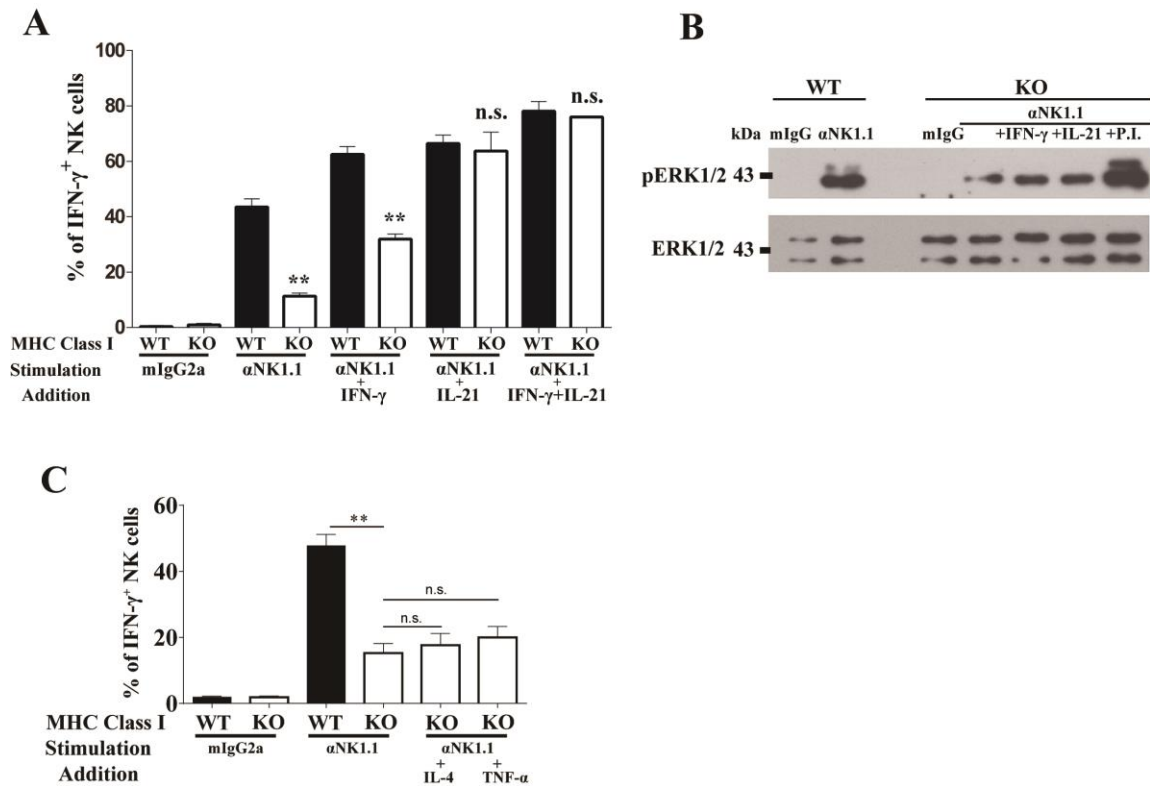 A
% of IFN-γ+ NK cells
100
80
60
40
20
0
**
**
n.s.
n.s.
MHC Class I WT KO WT KO WT KO WT KO WT KO
Stimulation mIgG2a αNK1.1 αNK1.1 αNK1.1 αNK1.1
+ + +
Addition IFN-γ IL-21 IFN-γ+IL-21
B
WT KO
αNK1.1
kDa mIgG αNK1.1 mIgG +IFN-γ +IL-21 +P.I.
pERK1/2 43
ERK1/2 43
C
% of IFN-γ+ NK cells
60
40
20
0
**
n.s.
n.s.
MHC Class I WT KO WT KO KO KO
Stimulation mIgG2a αNK1.1 αNK1.1
+ +
Addition IL-4 TNF-α